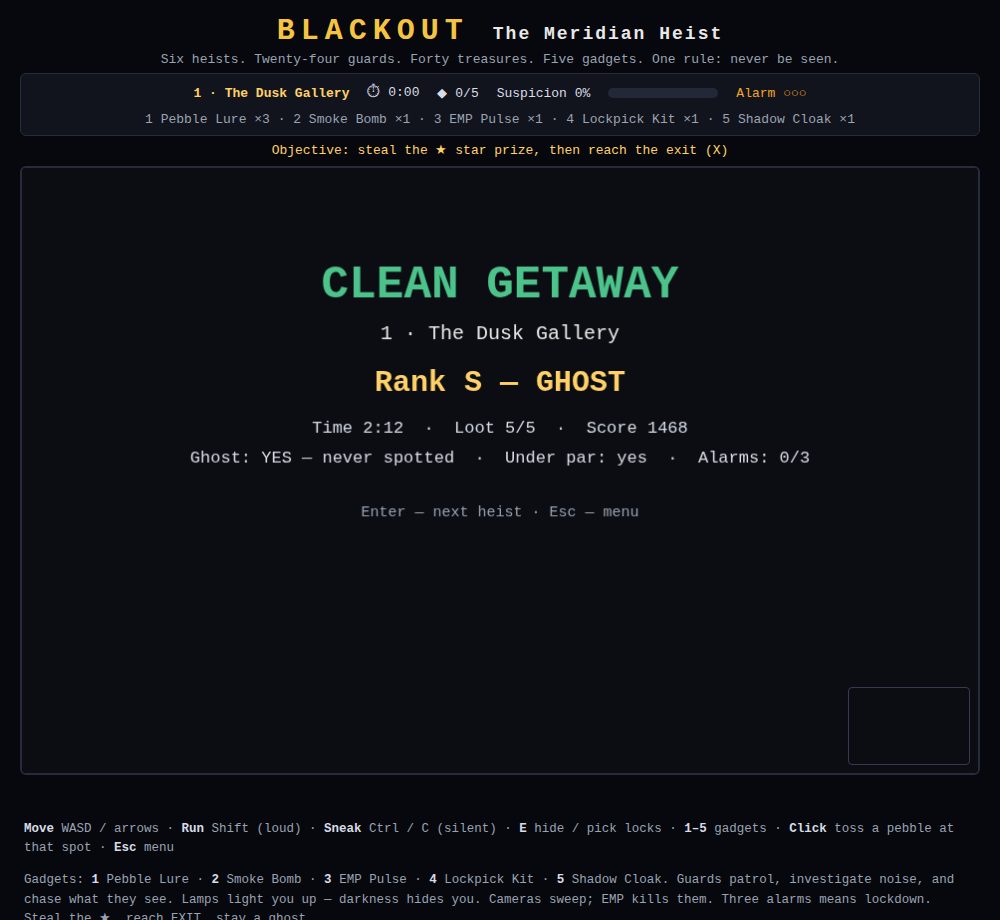 BLACKOUT The Meridian Heist
Six heists. Twenty-four guards. Forty treasures. Five gadgets. One rule: never be seen.
1 · The Dusk Gallery ⏱ 0:00 ◆ 0/5 Suspicion 0% Alarm ○○○
1 Pebble Lure ×3 · 2 Smoke Bomb ×1 · 3 EMP Pulse ×1 · 4 Lockpick Kit ×1 · 5 Shadow Cloak ×1
Objective: steal the ★ star prize, then reach the exit (X)
CLEAN GETAWAY
1 · The Dusk Gallery
Rank S — GHOST
Time 2:12 · Loot 5/5 · Score 1468
Ghost: YES — never spotted · Under par: yes · Alarms: 0/3
Enter — next heist · Esc — menu
Move WASD / arrows · Run Shift (loud) · Sneak Ctrl / C (silent) · E hide / pick locks · 1–5 gadgets · Click toss a pebble at
that spot · Esc menu
Gadgets: 1 Pebble Lure · 2 Smoke Bomb · 3 EMP Pulse · 4 Lockpick Kit · 5 Shadow Cloak. Guards patrol, investigate noise, and
chase what they see. Lamps light you up — darkness hides you. Cameras sweep; EMP kills them. Three alarms means lockdown.
Steal the ★, reach EXIT, stay a ghost.